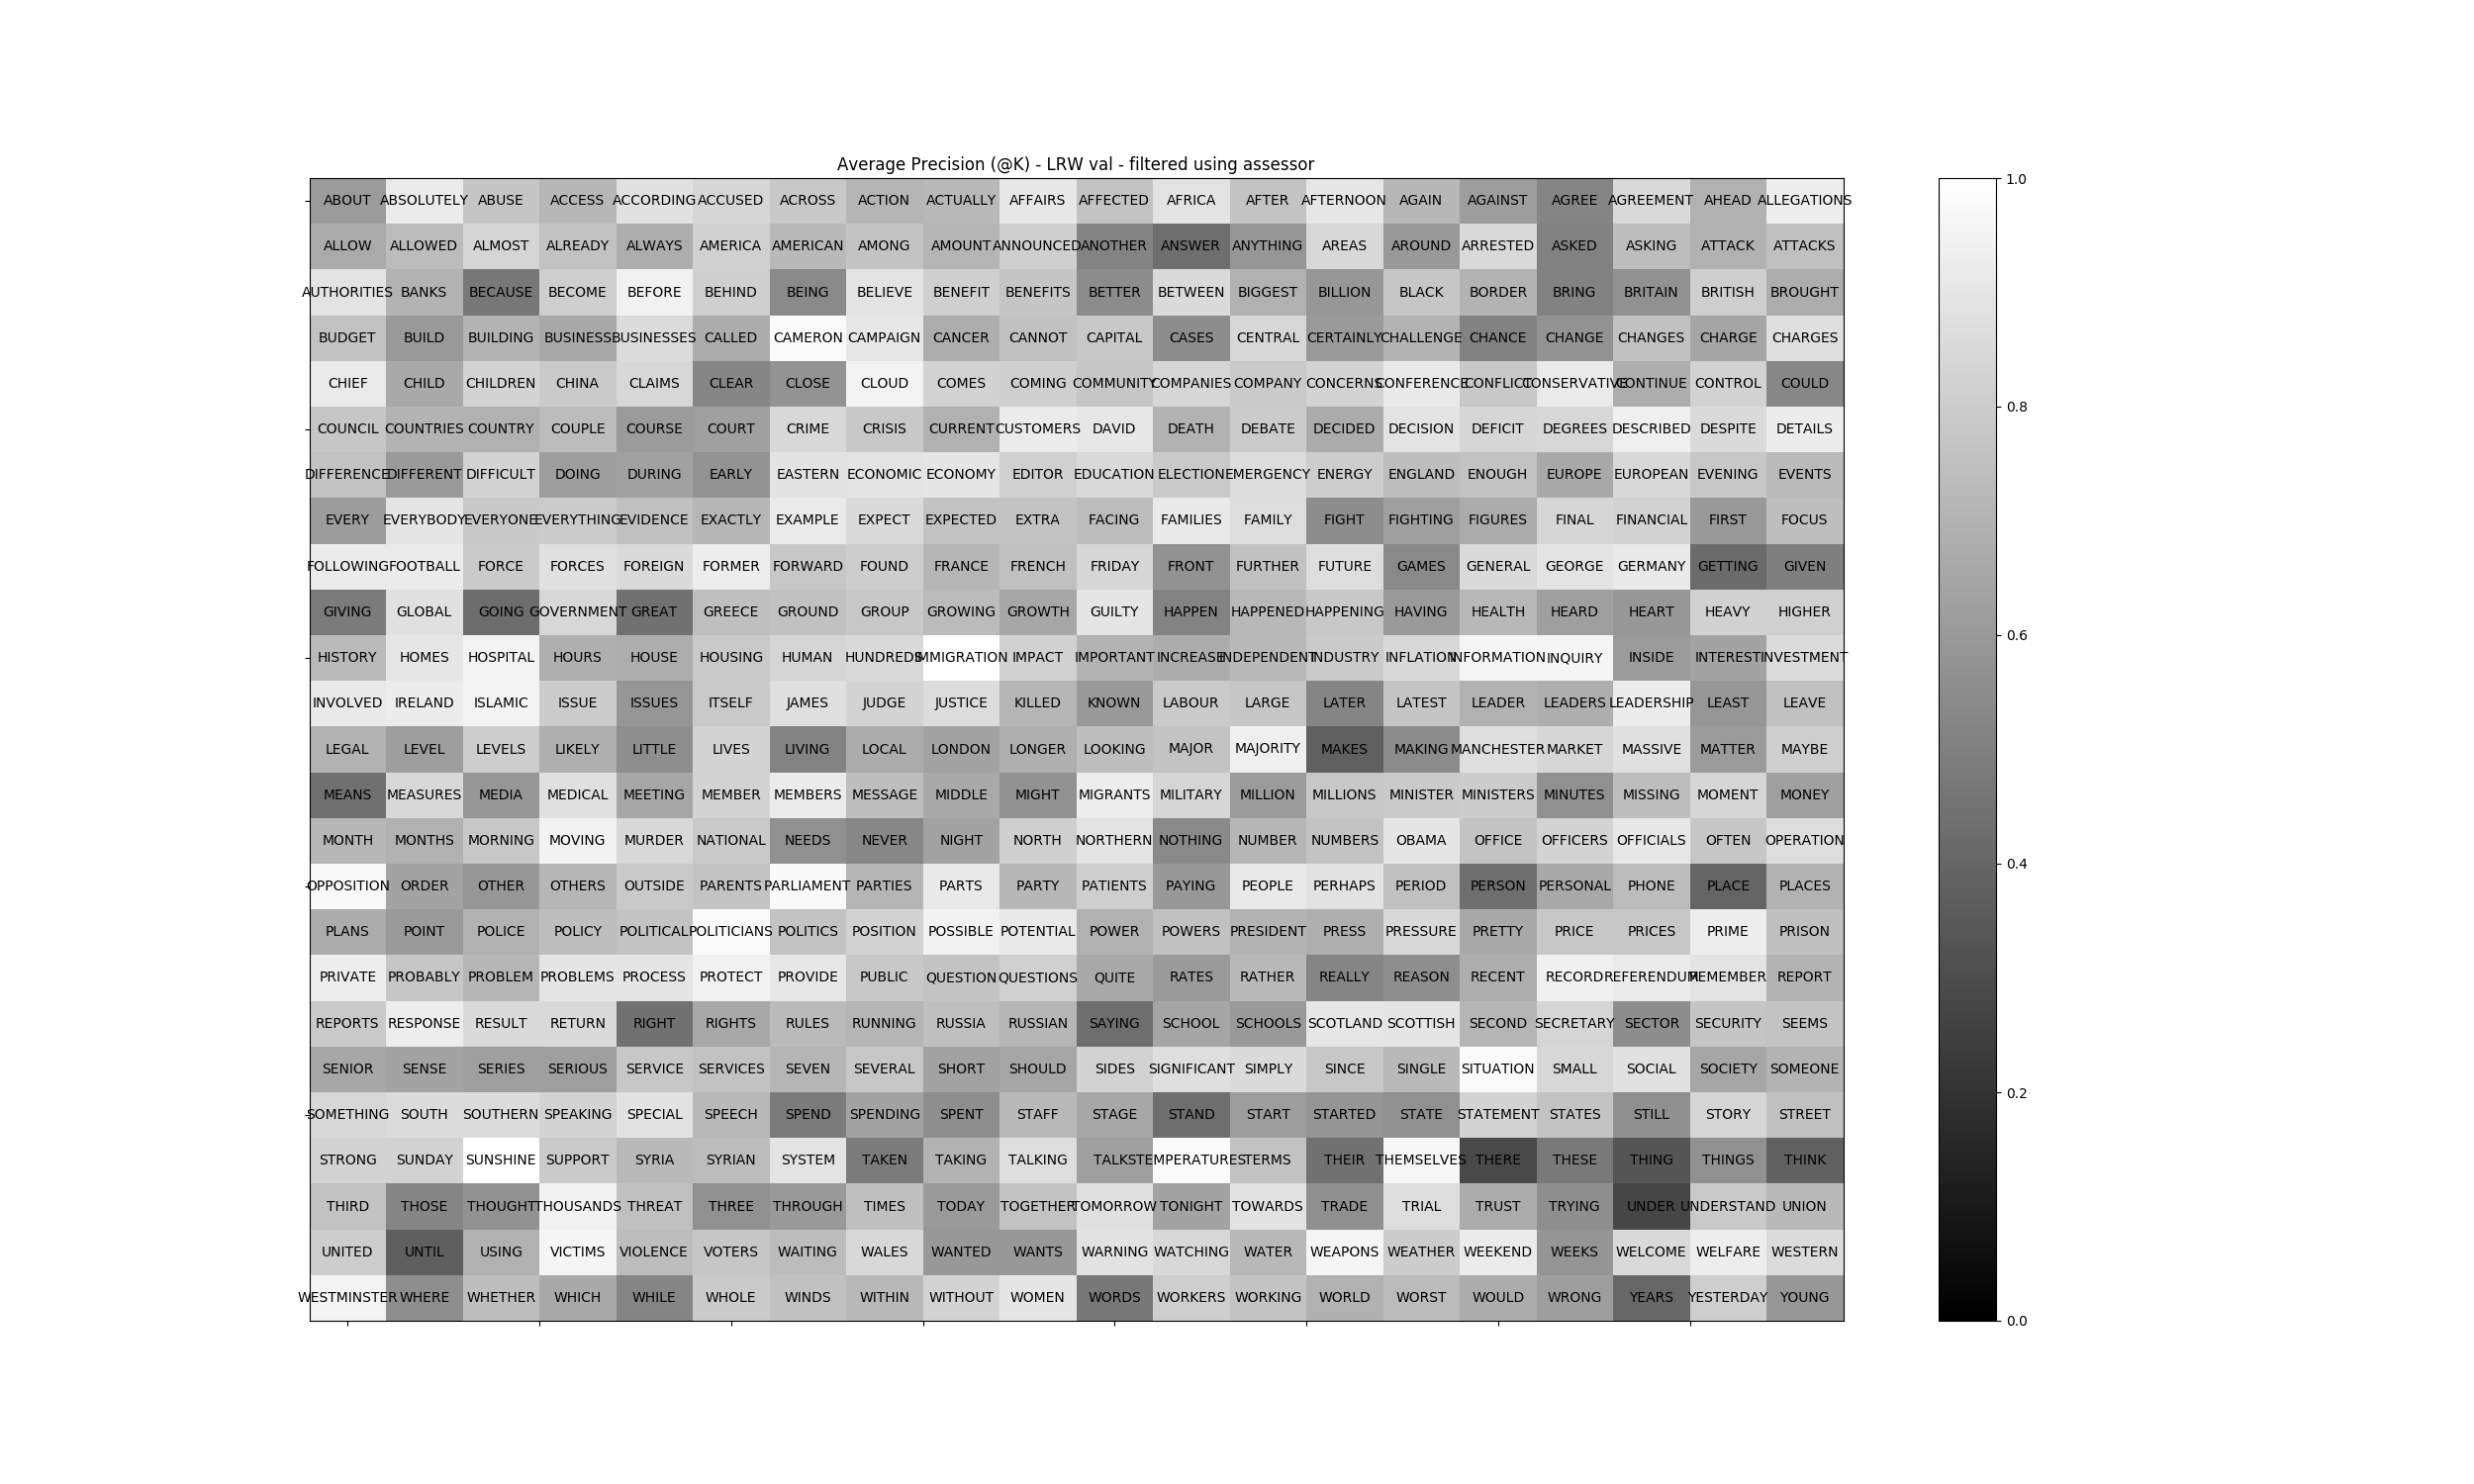 Average Precision (@K) - LRW val - filtered using assessor
ABOUT ABSOLUTELY ABUSE ACCESS ACCORDING ACCUSED ACROSS ACTION ACTUALLY AFFAIRS AFFECTED AFRICA AFTER AFTERNOON AGAIN AGAINST AGREE AGREEMENT AHEAD ALLEGATIONS 1.0
ALLOW ALLOWED ALMOST ALREADY ALWAYS AMERICA AMERICAN AMONG AMOUNT ANNOUNCED ANOTHER ANSWER ANYTHING AREAS AROUND ARRESTED ASKED ASKING ATTACK ATTACKS
AUTHORITIES BANKS BECAUSE BECOME BEFORE BEHIND BEING BELIEVE BENEFIT BENEFITS BETTER BETWEEN BIGGEST BILLION BLACK BORDER BRING BRITAIN BRITISH BROUGHT
BUDGET BUILD BUILDING BUSINESS BUSINESSES CALLED CAMERON CAMPAIGN CANCER CANNOT CAPITAL CASES CENTRAL CERTAINLY CHALLENGE CHANCE CHANGE CHANGES CHARGE CHARGES
CHIEF CHILD CHILDREN CHINA CLAIMS CLEAR CLOSE CLOUD COMES COMING COMMUNITY COMPANIES COMPANY CONCERNS CONFERENCE CONFLICT CONSERVATIVE CONTINUE CONTROL COULD 0.8
COUNCIL COUNTRIES COUNTRY COUPLE COURSE COURT CRIME CRISIS CURRENT CUSTOMERS DAVID DEATH DEBATE DECIDED DECISION DEFICIT DEGREES DESCRIBED DESPITE DETAILS
DIFFERENCE DIFFERENT DIFFICULT DOING DURING EARLY EASTERN ECONOMIC ECONOMY EDITOR EDUCATION ELECTION EMERGENCY ENERGY ENGLAND ENOUGH EUROPE EUROPEAN EVENING EVENTS
EVERY EVERYBODY EVERYONE EVERYTHING EVIDENCE EXACTLY EXAMPLE EXPECT EXPECTED EXTRA FACING FAMILIES FAMILY FIGHT FIGHTING FIGURES FINAL FINANCIAL FIRST FOCUS
FOLLOWING FOOTBALL FORCE FORCES FOREIGN FORMER FORWARD FOUND FRANCE FRENCH FRIDAY FRONT FURTHER FUTURE GAMES GENERAL GEORGE GERMANY GETTING GIVEN
GIVING GLOBAL GOING GOVERNMENT GREAT GREECE GROUND GROUP GROWING GROWTH GUILTY HAPPEN HAPPENED HAPPENING HAVING HEALTH HEARD HEART HEAVY HIGHER 0.6
HISTORY HOMES HOSPITAL HOURS HOUSE HOUSING HUMAN HUNDREDS IMMIGRATION IMPACT IMPORTANT INCREASE INDEPENDENT INDUSTRY INFLATION INFORMATION INQUIRY INSIDE INTEREST INVESTMENT
INVOLVED IRELAND ISLAMIC ISSUE ISSUES ITSELF JAMES JUDGE JUSTICE KILLED KNOWN LABOUR LARGE LATER LATEST LEADER LEADERS LEADERSHIP LEAST LEAVE
LEGAL LEVEL LEVELS LIKELY LITTLE LIVES LIVING LOCAL LONDON LONGER LOOKING MAJOR MAJORITY MAKES MAKING MANCHESTER MARKET MASSIVE MATTER MAYBE
MEANS MEASURES MEDIA MEDICAL MEETING MEMBER MEMBERS MESSAGE MIDDLE MIGHT MIGRANTS MILITARY MILLION MILLIONS MINISTER MINISTERS MINUTES MISSING MOMENT MONEY
MONTH MONTHS MORNING MOVING MURDER NATIONAL NEEDS NEVER NIGHT NORTH NORTHERN NOTHING NUMBER NUMBERS OBAMA OFFICE OFFICERS OFFICIALS OFTEN OPERATION
OPPOSITION ORDER OTHER OTHERS OUTSIDE PARENTS PARLIAMENT PARTIES PARTS PARTY PATIENTS PAYING PEOPLE PERHAPS PERIOD PERSON PERSONAL PHONE PLACE PLACES 0.4
PLANS POINT POLICE POLICY POLITICAL POLITICIANS POLITICS POSITION POSSIBLE POTENTIAL POWER POWERS PRESIDENT PRESS PRESSURE PRETTY PRICE PRICES PRIME PRISON
PRIVATE PROBABLY PROBLEM PROBLEMS PROCESS PROTECT PROVIDE PUBLIC QUESTION QUESTIONS QUITE RATES RATHER REALLY REASON RECENT RECORD REFERENDUM REMEMBER REPORT
REPORTS RESPONSE RESULT RETURN RIGHT RIGHTS RULES RUNNING RUSSIA RUSSIAN SAYING SCHOOL SCHOOLS SCOTLAND SCOTTISH SECOND SECRETARY SECTOR SECURITY SEEMS
SENIOR SENSE SERIES SERIOUS SERVICE SERVICES SEVEN SEVERAL SHORT SHOULD SIDES SIGNIFICANT SIMPLY SINCE SINGLE SITUATION SMALL SOCIAL SOCIETY SOMEONE
SOMETHING SOUTH SOUTHERN SPEAKING SPECIAL SPEECH SPEND SPENDING SPENT STAFF STAGE STAND START STARTED STATE STATEMENT STATES STILL STORY STREET 0.2
STRONG SUNDAY SUNSHINE SUPPORT SYRIA SYRIAN SYSTEM TAKEN TAKING TALKING TALKS TEMPERATURES TERMS THEIR THEMSELVES THERE THESE THING THINGS THINK
THIRD THOSE THOUGHT THOUSANDS THREAT THREE THROUGH TIMES TODAY TOGETHER TOMORROW TONIGHT TOWARDS TRADE TRIAL TRUST TRYING UNDER UNDERSTAND UNION
UNITED UNTIL USING VICTIMS VIOLENCE VOTERS WAITING WALES WANTED WANTS WARNING WATCHING WATER WEAPONS WEATHER WEEKEND WEEKS WELCOME WELFARE WESTERN
WESTMINSTER WHERE WHETHER WHICH WHILE WHOLE WINDS WITHIN WITHOUT WOMEN WORDS WORKERS WORKING WORLD WORST WOULD WRONG YEARS YESTERDAY YOUNG
0.0